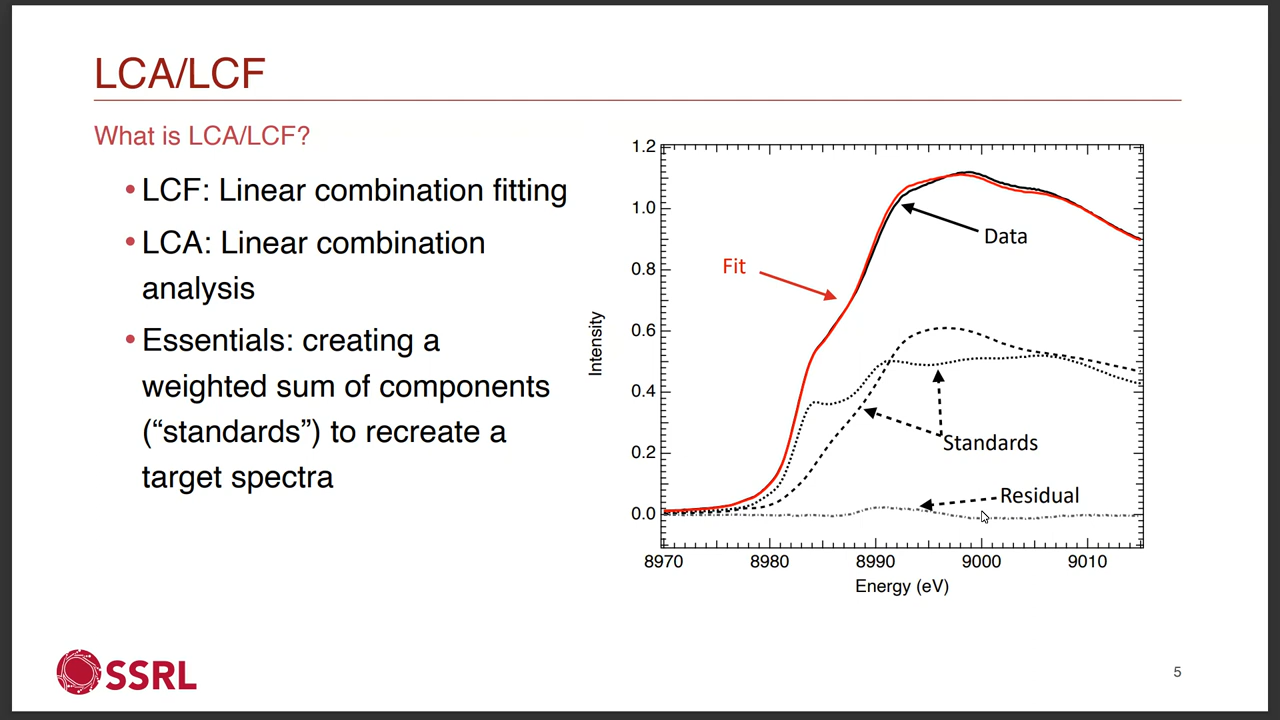 LCA/LCF
What is LCA/LCF?
•LCF: Linear combination fitting
•LCA: Linear combination
analysis
•Essentials: creating a
weighted sum of components
(“standards”) to recreate a
target spectra
1.2
1.0
0.8
0.6
0.4
0.2
0.0
Intensity
Data
Fit
Standards
Residual
8970 8980 8990 9000 9010
Energy (eV)
SSRL
5